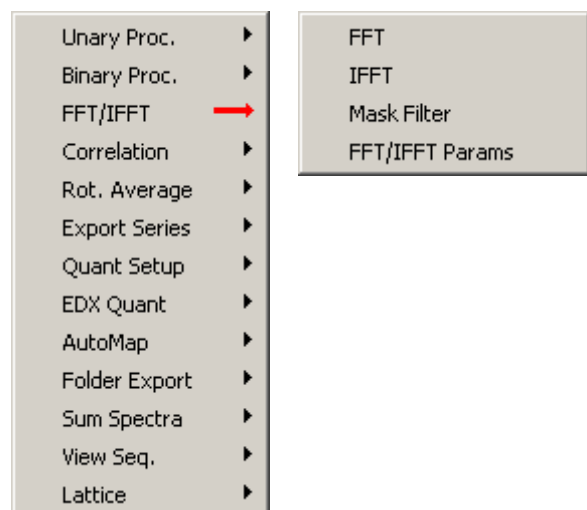 Unary Proc.
Binary Proc.
FFT/IFFT
Correlation
Rot. Average
Export Series
Quant Setup
EDX Quant
AutoMap
Folder Export
Sum Spectra
View Seq.
Lattice
FFT
IFFT
Mask Filter
FFT/IFFT Params